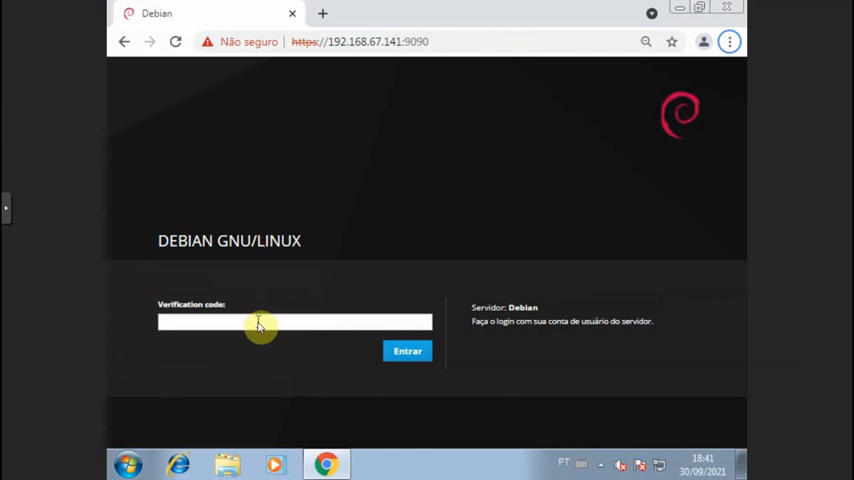 Debian
Não seguro
https://192.168.67.141:9090
DEBIAN GNU/LINUX
Verification code:
Entrar
Servidor: Debian
Faça o login com sua conta de usuário do servidor.
PT
18:41
30/09/2021